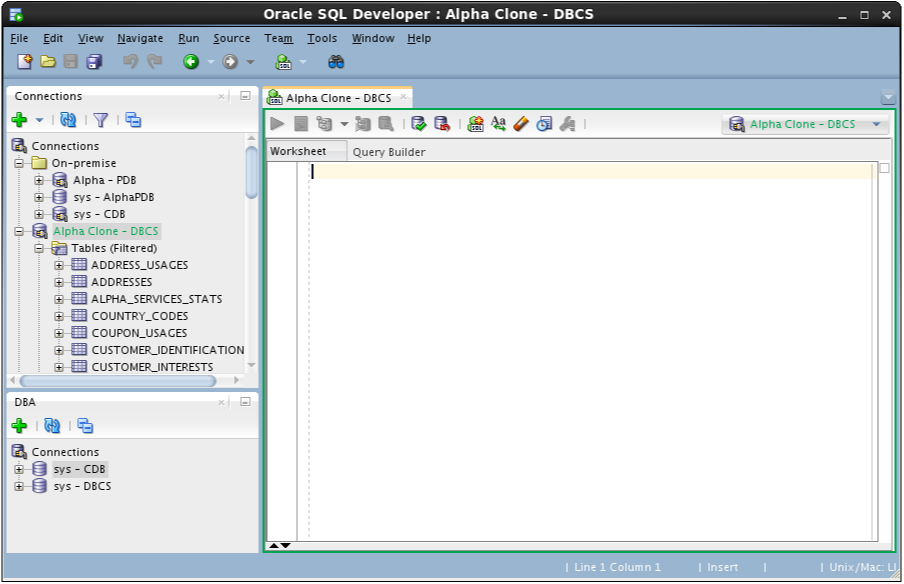 Oracle SQL Developer : Alpha Clone - DBCS
File Edit View Navigate Run Source Team Tools Window Help
Connections
Connections
On-premise
Alpha - PDB
sys - AlphaPDB
sys - CDB
Alpha Clone - DBCS
Tables (Filtered)
ADDRESS_USAGES
ADDRESSES
ALPHA_SERVICES_STATS
COUNTRY_CODES
COUPON_USAGES
CUSTOMER_IDENTIFICATION
CUSTOMER_INTERESTS
DBA
Connections
sys - CDB
sys - DBCS
Alpha Clone - DBCS
Alpha Clone - DBCS
Worksheet Query Builder
| Line 1 Column 1 | Insert | | Unix/Mac: LI